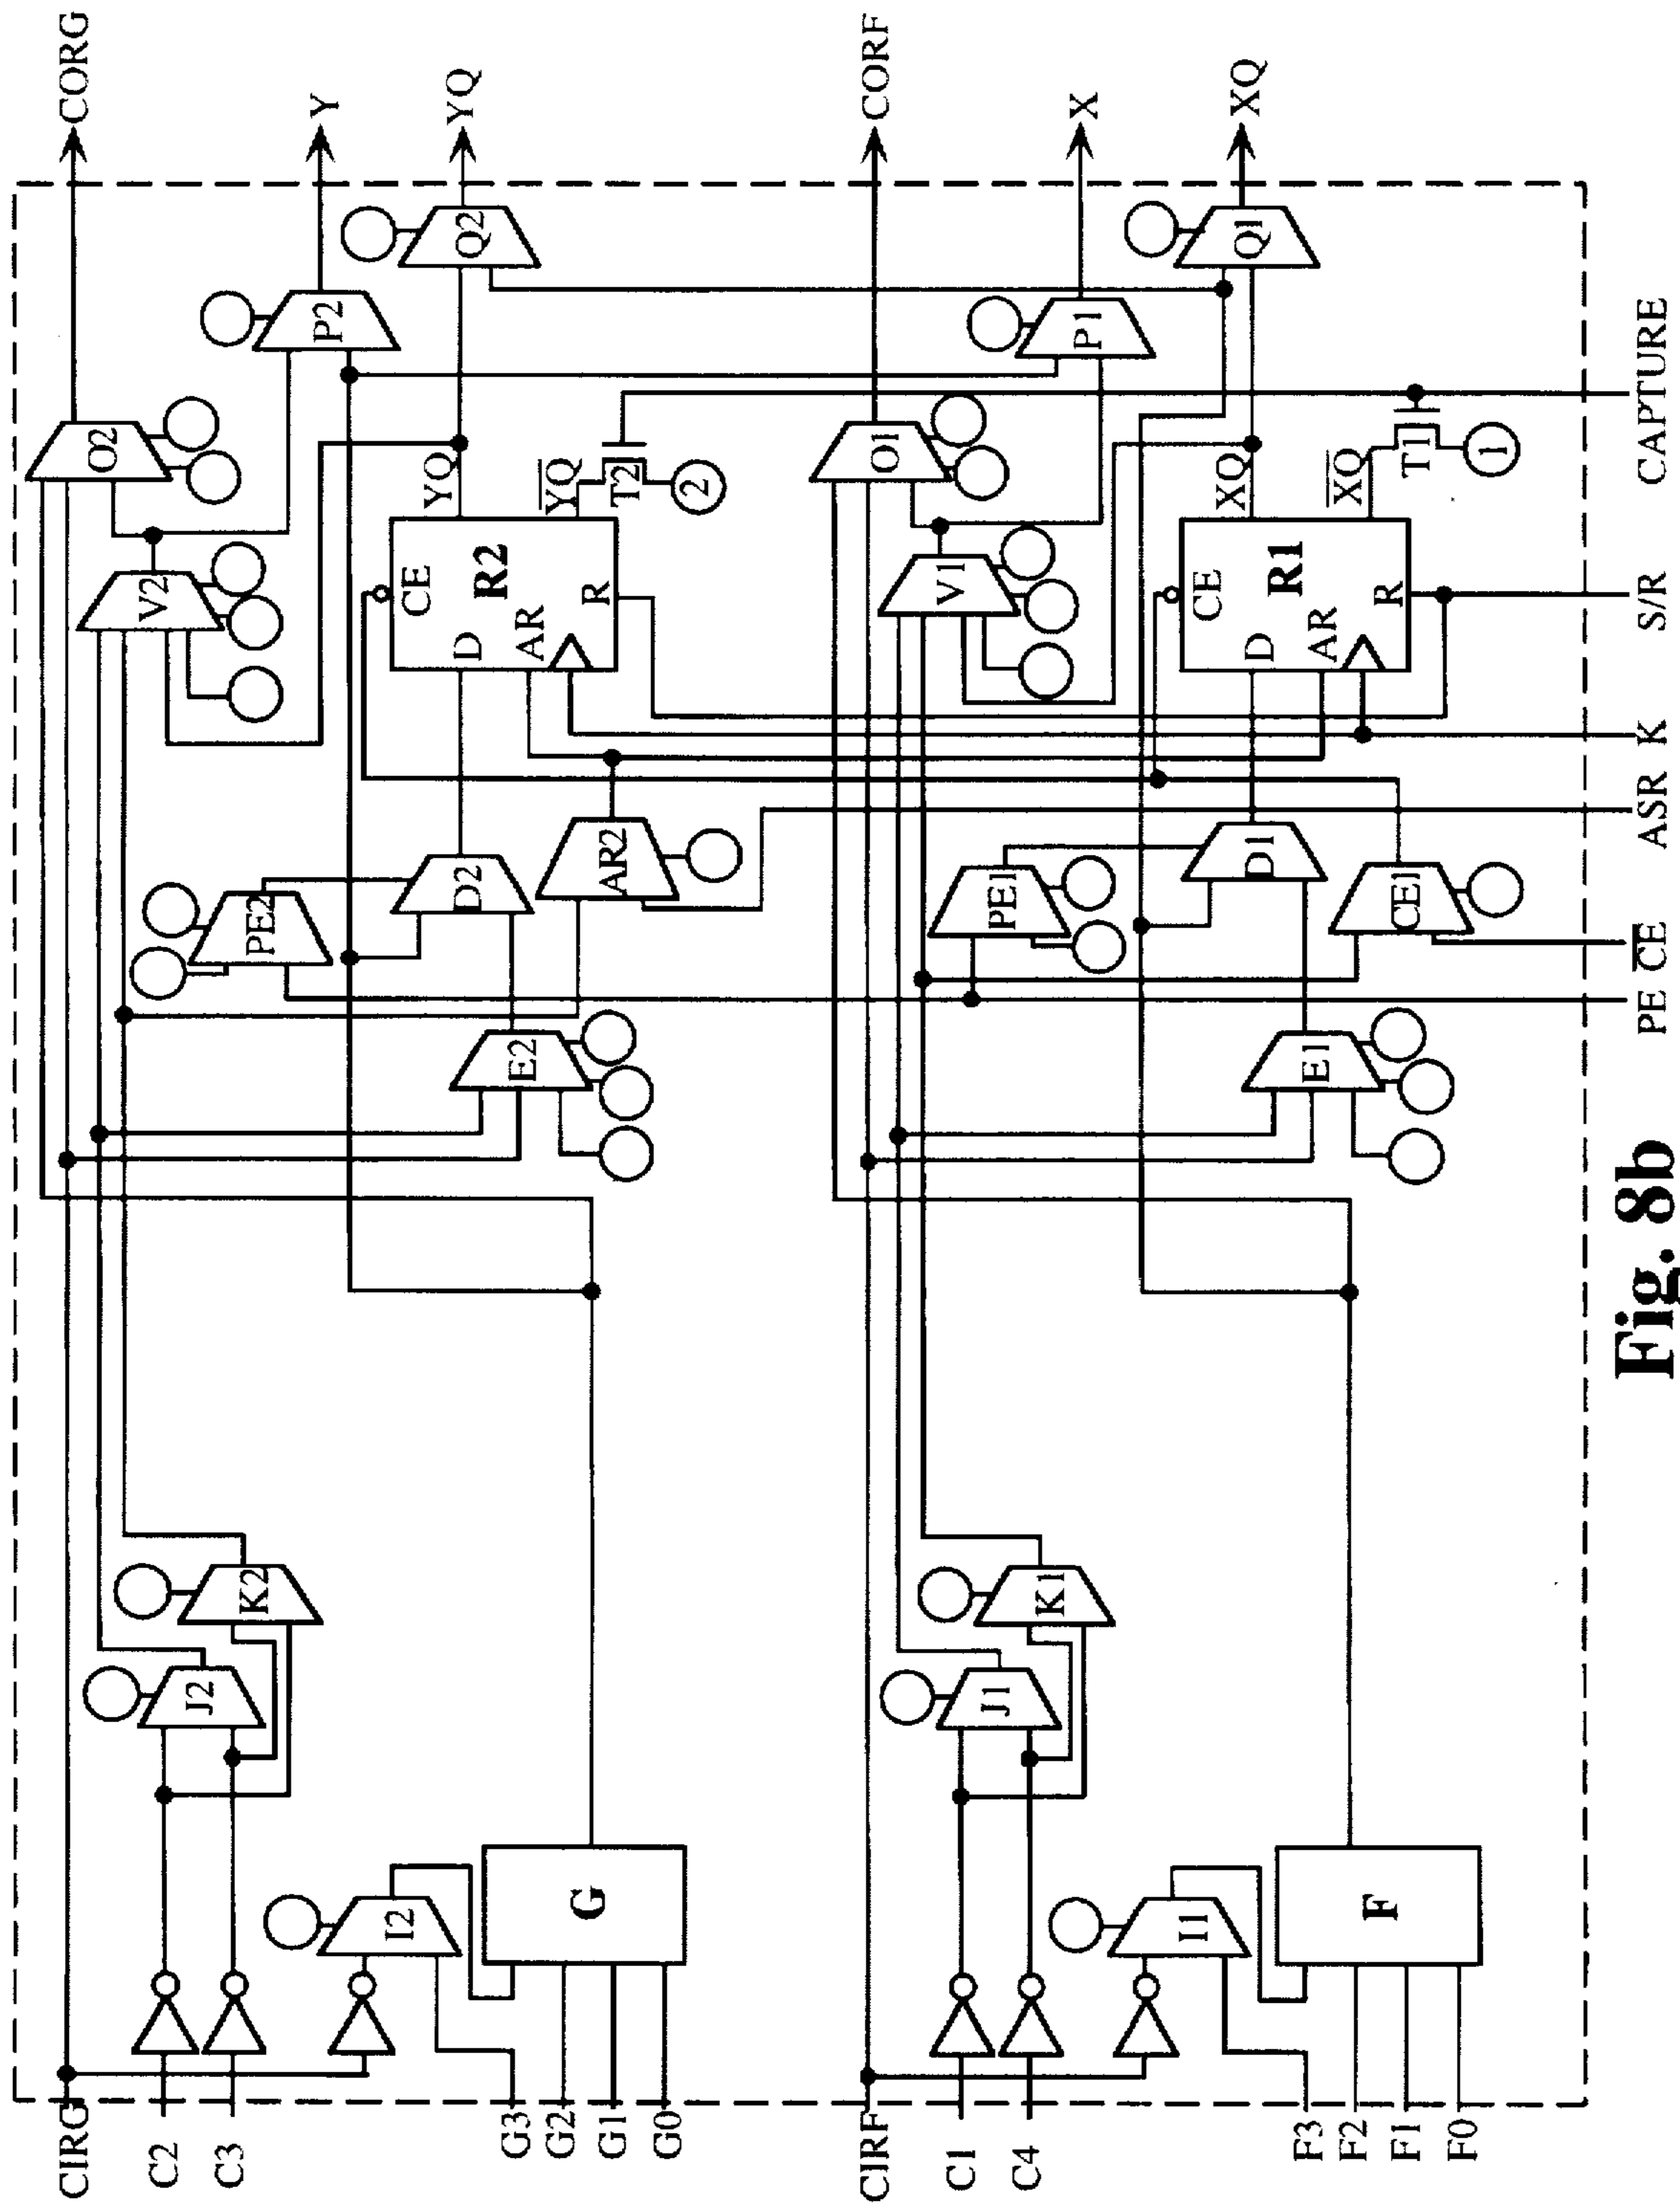 CIRG
C2
C3
G3
G2
G1
G0
CIRF
C1
C4
F3
F2
F1
F0
I2
G
J2
K2
E2
PE2
D2
AR2
V2
O2
CE
D
R2
AR
R
YQ
YQ
T2
2
P2
Q2
CORG
Y
YQ
I1
F
J1
K1
E1
PE1
D1
CE1
V1
O1
CE
D
R1
AR
R
XQ
XQ
T1
1
P1
Q1
CORF
X
XQ
PE
CE
ASR
K
S/R
CAPTURE
Fig. 8b